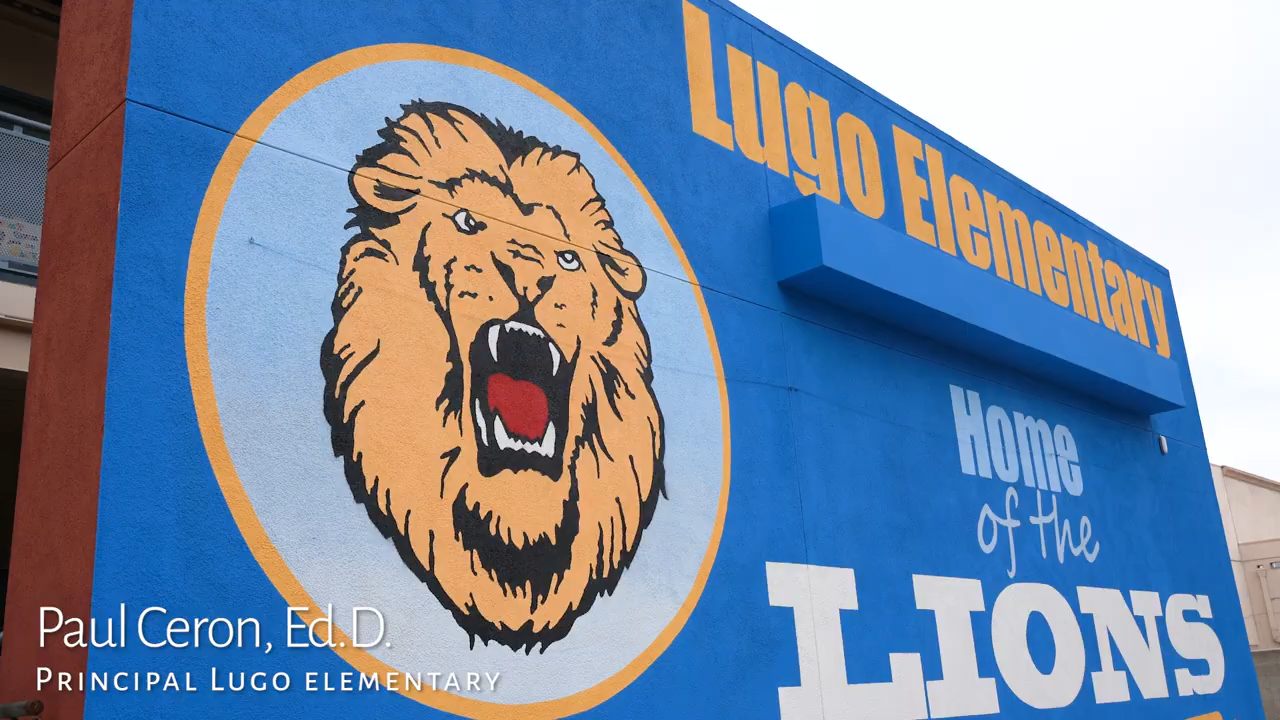 Lugo Elementary
Home
of the
LIONS
Paul Ceron, Ed.D.
Principal Lugo elementary